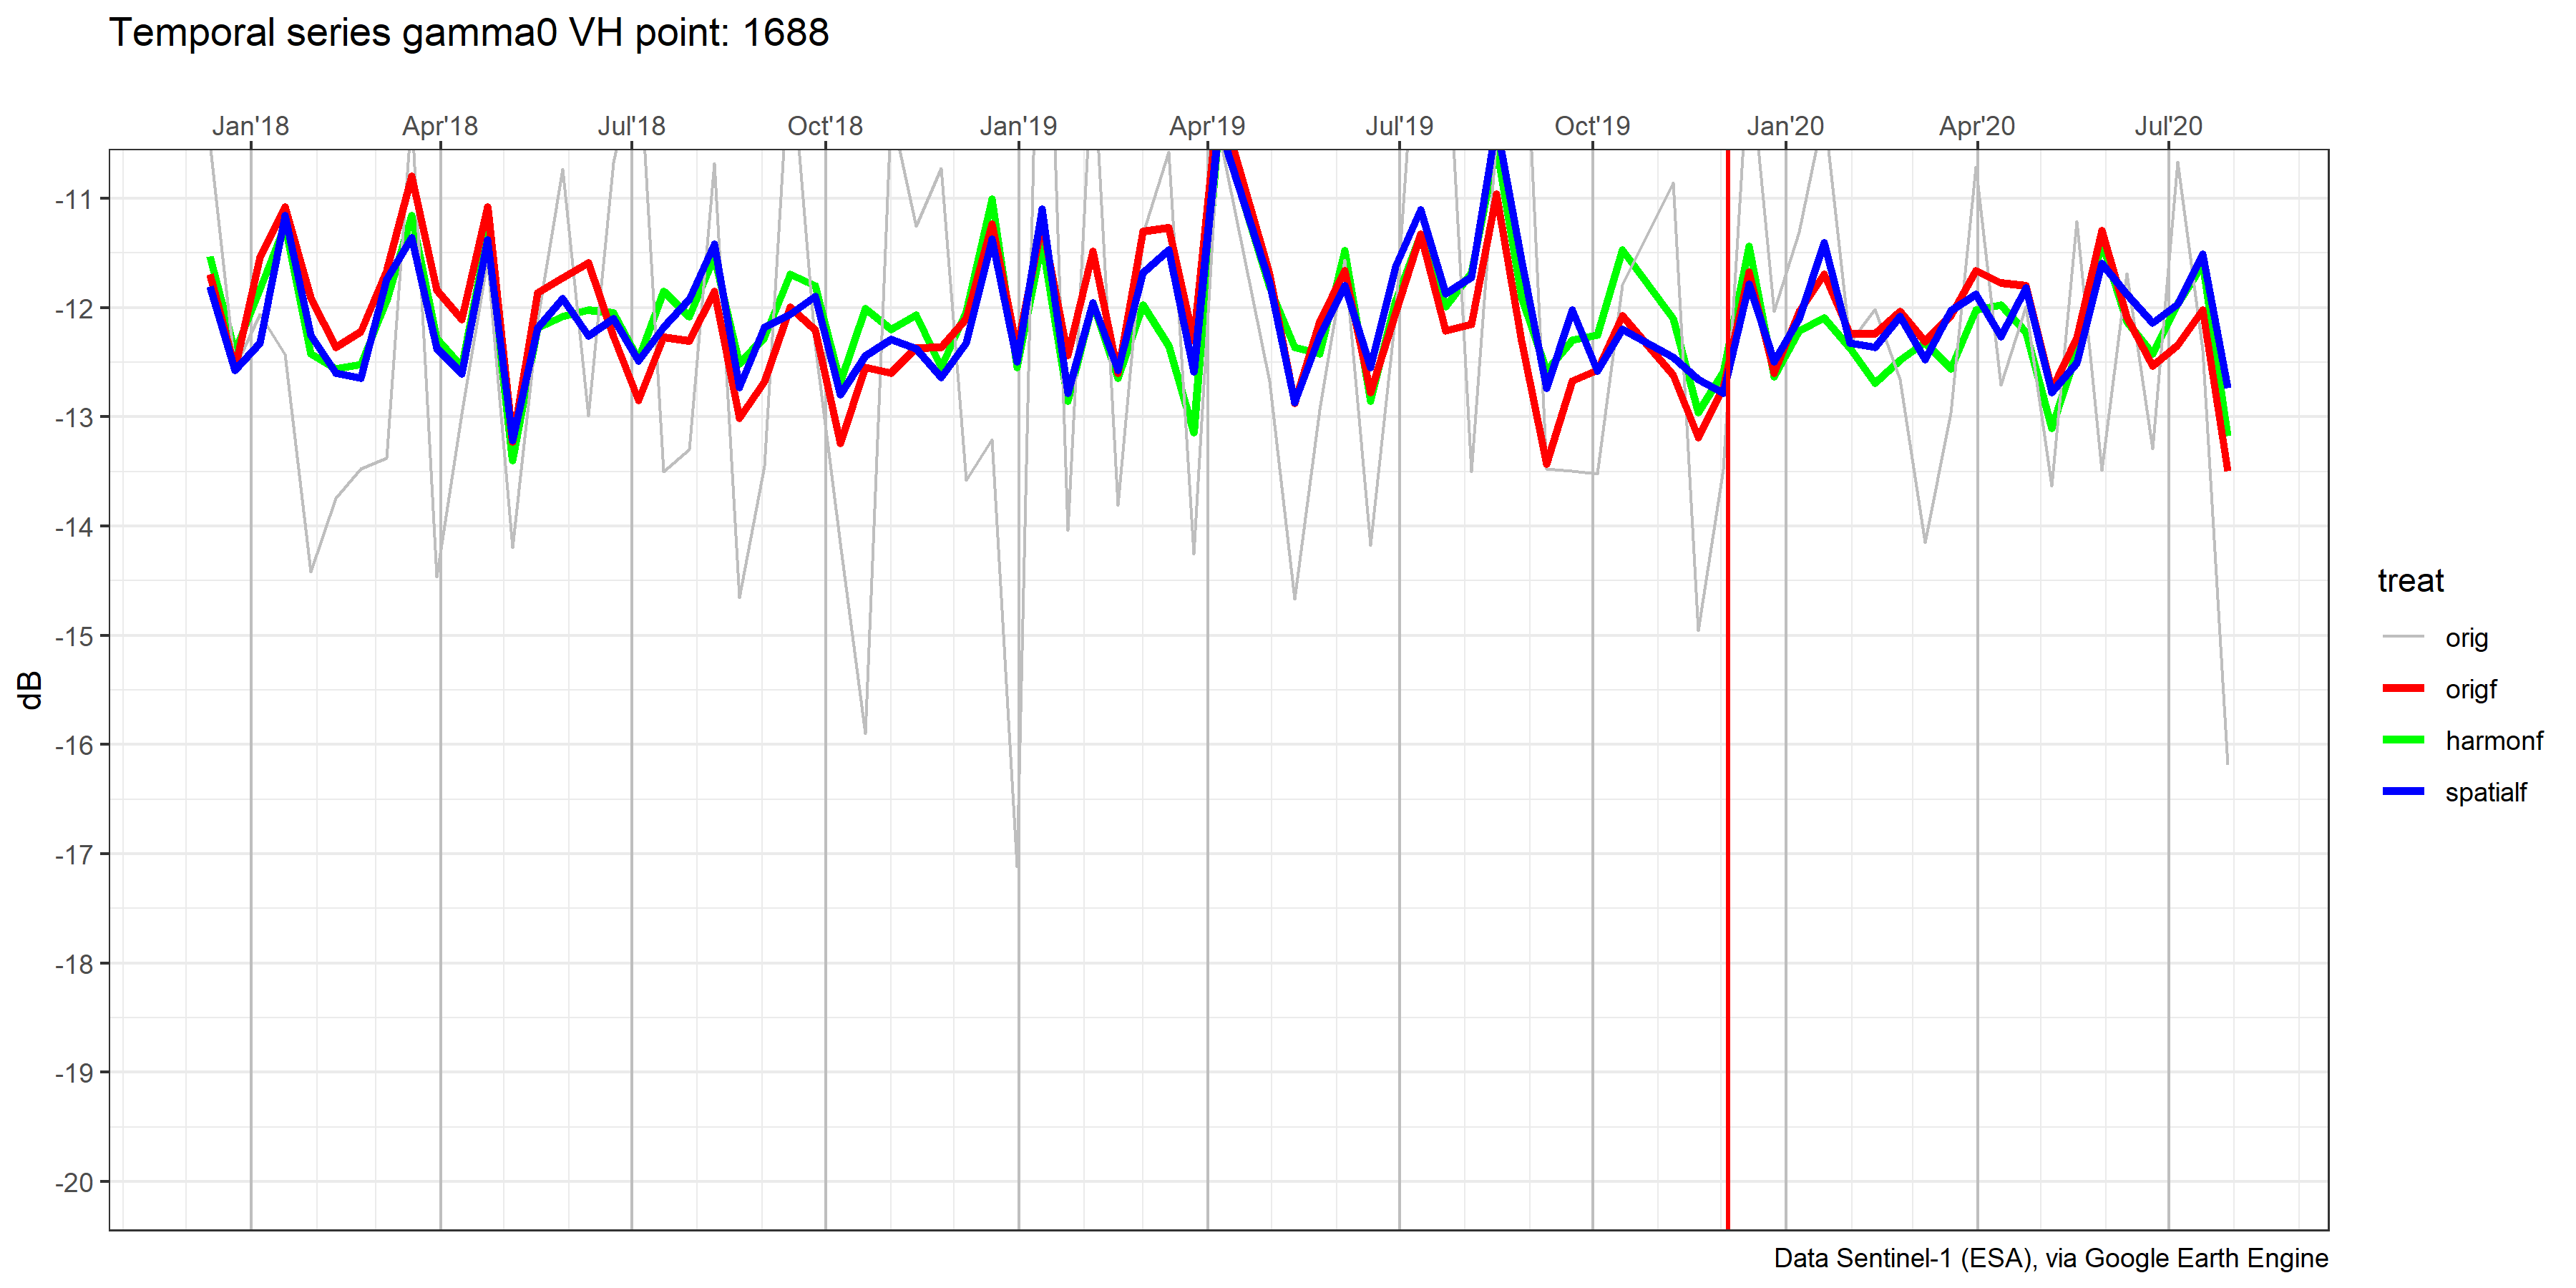 Temporal series gamma0 VH point: 1688
Jan'18 Apr'18 Jul'18 Oct'18 Jan'19 Apr'19 Jul'19 Oct'19 Jan'20 Apr'20 Jul'20
-11
-12
-13
-14
-15
-16
-17
-18
-19
-20
dB
treat
orig
origf
harmonf
spatialf
Data Sentinel-1 (ESA), via Google Earth Engine